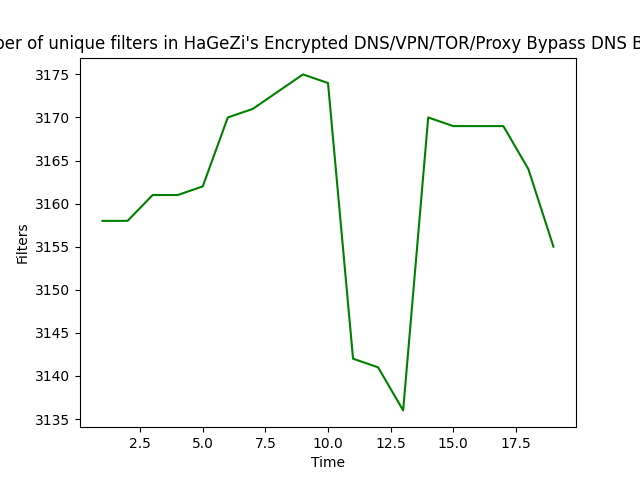 ber of unique filters in HaGeZi's Encrypted DNS/VPN/TOR/Proxy Bypass DNS B
3175
3170
3165
3160
3155
3150
3145
3140
3135
Filters
2.5 5.0 7.5 10.0 12.5 15.0 17.5
Time